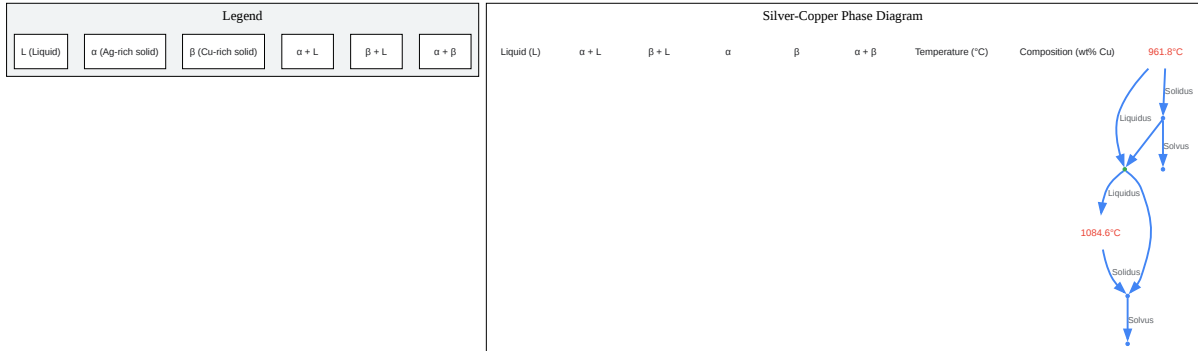 Legend
L (Liquid)
α (Ag-rich solid)
β (Cu-rich solid)
α + L
β + L
α + β
Silver-Copper Phase Diagram
Liquid (L)
α + L
β + L
α
β
α + β
Temperature (°C)
Composition (wt% Cu)
961.8°C
Solidus
Liquidus
Solvus
Liquidus
1084.6°C
Solidus
Solvus